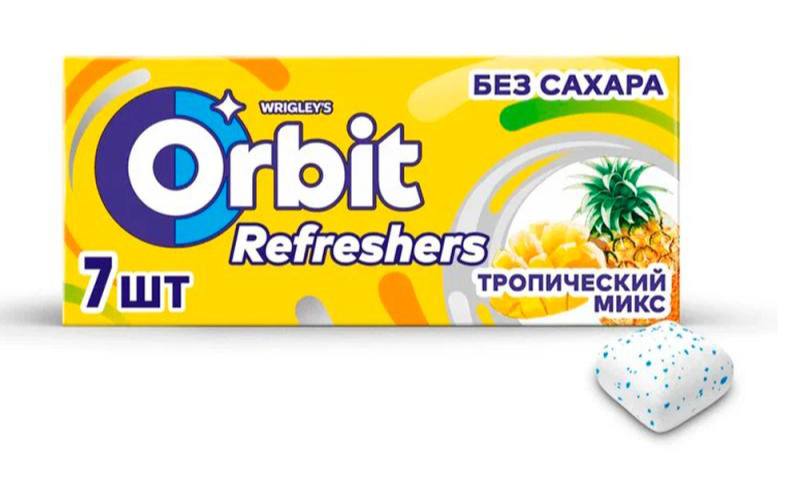 БЕЗ САХАРА
WRIGLEY'S
Orbit
Refreshers
7 ШТ
ТРОПИЧЕСКИЙ
МИКС